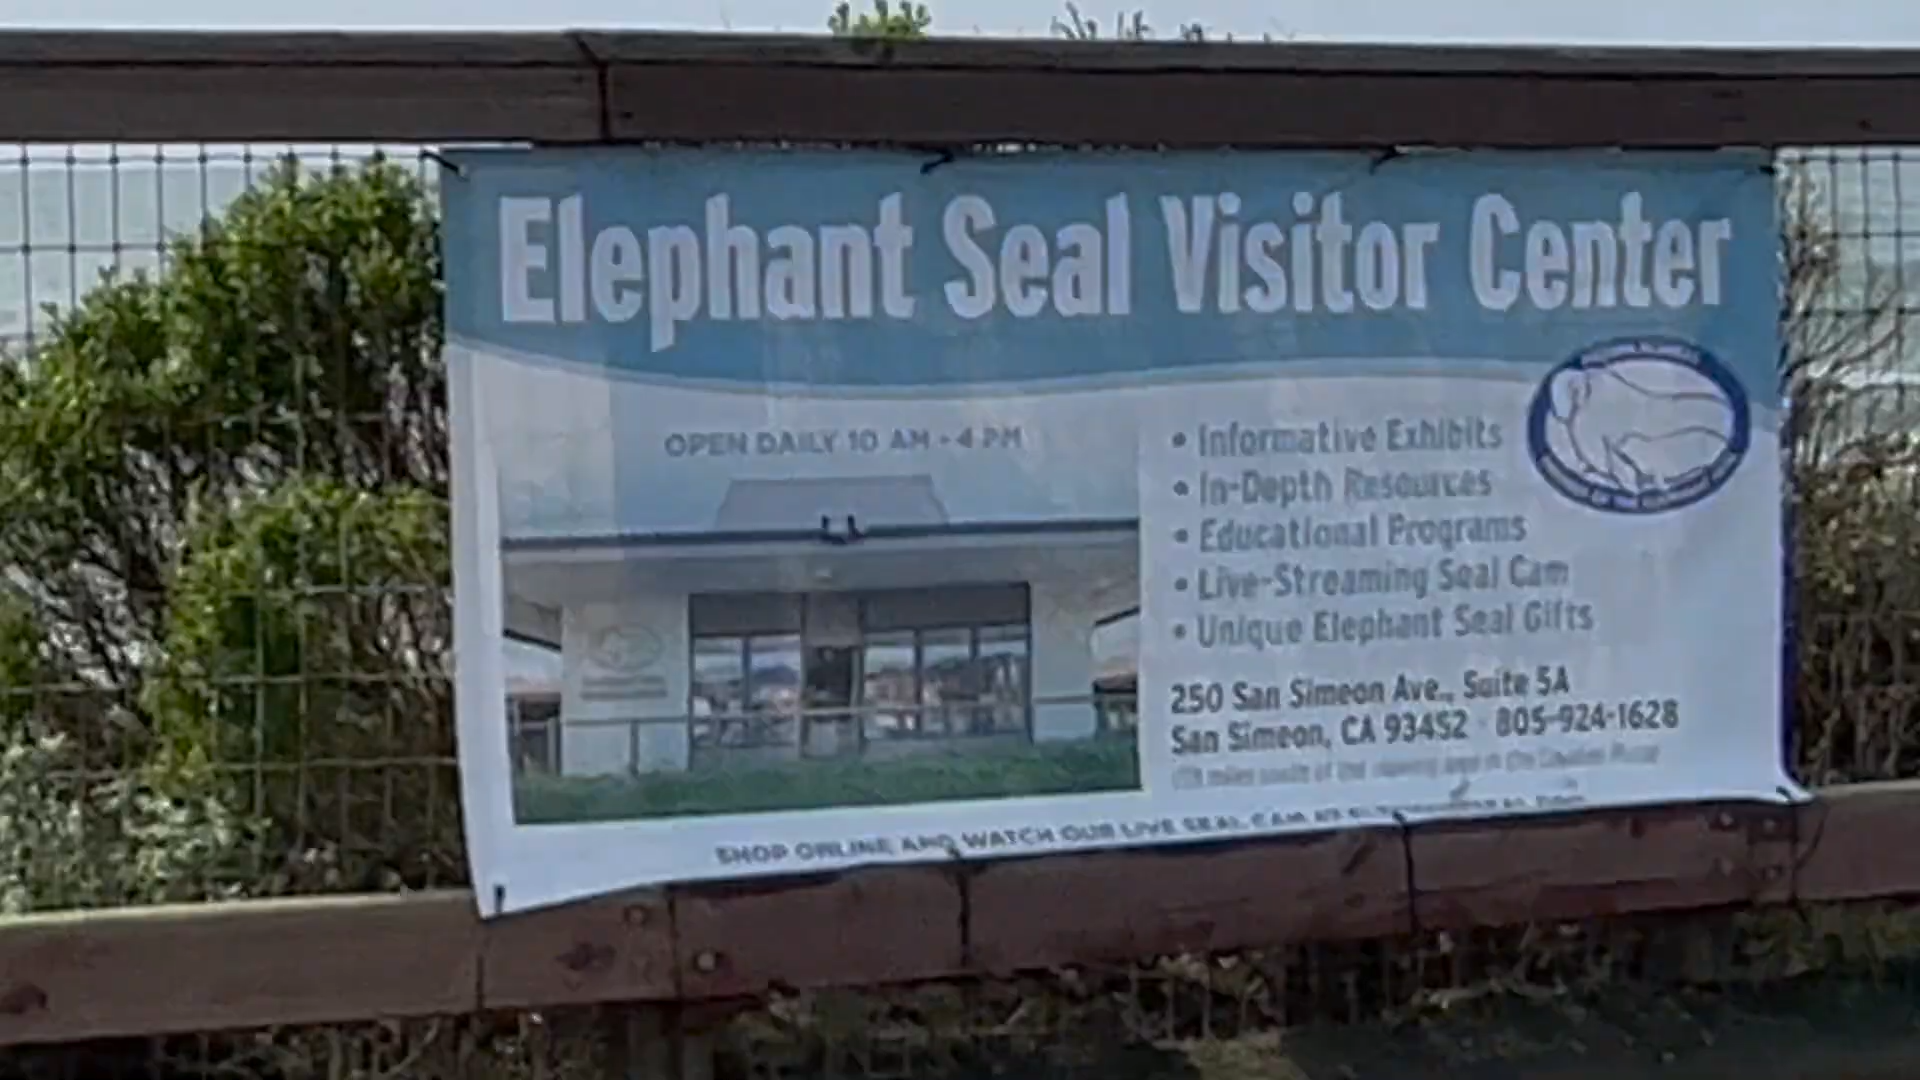 Elephant Seal Visitor Center
OPEN DAILY 10 AM - 4 PM
• Informative Exhibits
• In-Depth Resources
• Educational Programs
• Live-Streaming Seal Cam
• Unique Elephant Seal Gifts
250 San Simeon Ave., Suite 5A
San Simeon, CA 93452 805-924-1628
SHOP ONLINE AND WATCH OUR LIVE SEAL CAM AT